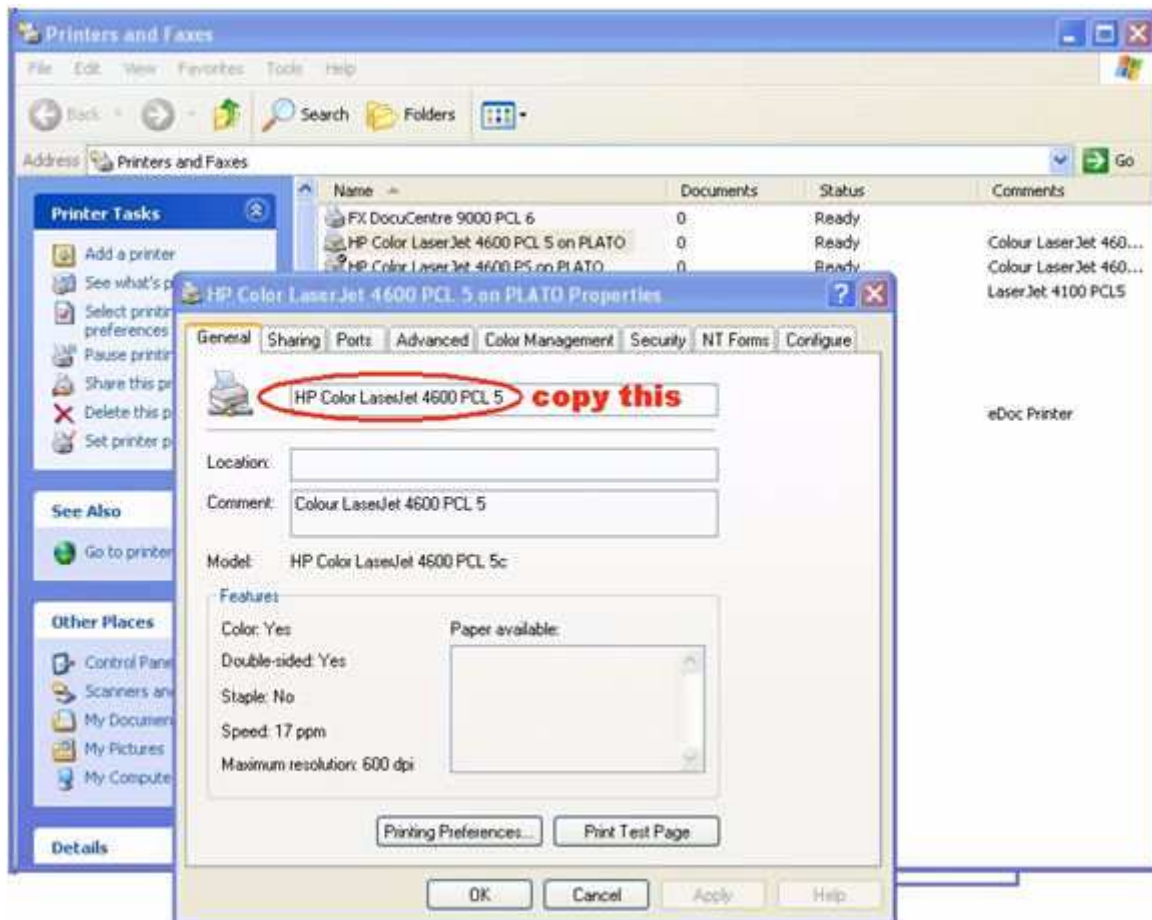 Printers and Faxes
File Edit View Favorites Tools Help
Back Search Folders
Address Printers and Faxes Go
Name Documents Status Comments
Printer Tasks
FX DocuCentre 9000 PCL 6 0 Ready
Add a printer
HP Color LaserJet 4600 PCL 5 on PLATO 0 Ready Colour LaserJet 460...
See what's p
HP Color LaserJet 4600 PS on PLATO 0 Ready Colour LaserJet 460...
LaserJet 4100 PCL5
Select printin
preferences
Pause printin
Share this pr
Delete this p
eDoc Printer
Set printer p
See Also
Go to printer
Other Places
Control Pane
Scanners an
My Documen
My Pictures
My Compute
Details
HP Color LaserJet 4600 PCL 5 on PLATO Properties
General Sharing Ports Advanced Color Management Security NT Forms Configure
HP Color LaserJet 4600 PCL 5 copy this
Location:
Comment: Colour LaserJet 4600 PCL 5
Model: HP Color LaserJet 4600 PCL 5c
Features
Color: Yes Paper available:
Double-sided: Yes
Staple: No
Speed: 17 ppm
Maximum resolution: 600 dpi
Printing Preferences... Print Test Page
OK Cancel Apply Help